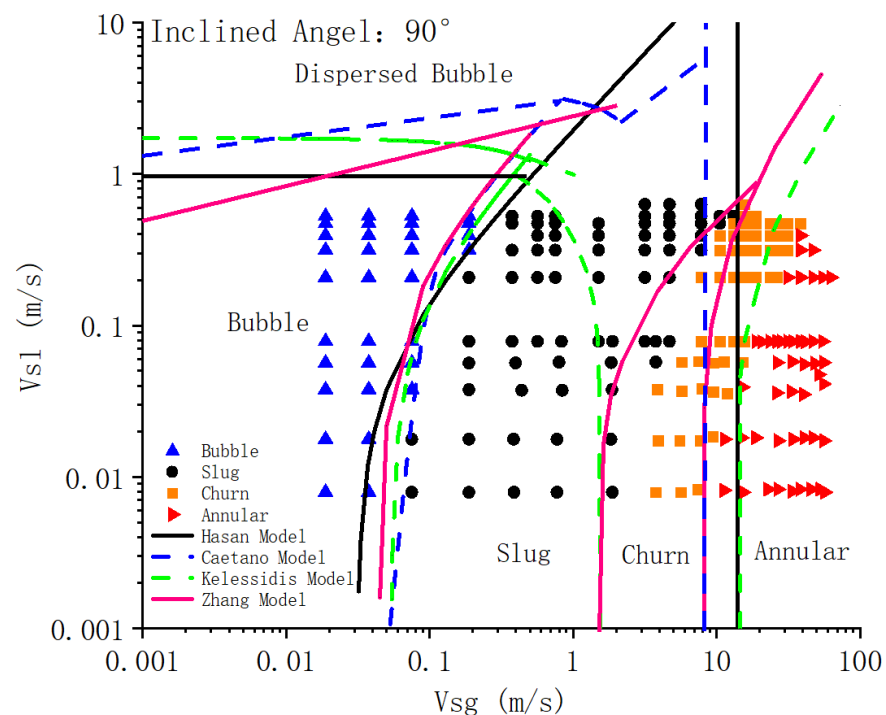 Inclined Angel: 90°
Dispersed Bubble
Bubble
Slug
Churn
Annular
Bubble
Slug
Churn
Annular
Hasan Model
Caetano Model
Kelessidis Model
Zhang Model
10
1
0.1
0.01
0.001
Vsl (m/s)
0.001
0.01
0.1
1
10
100
Vsg (m/s)